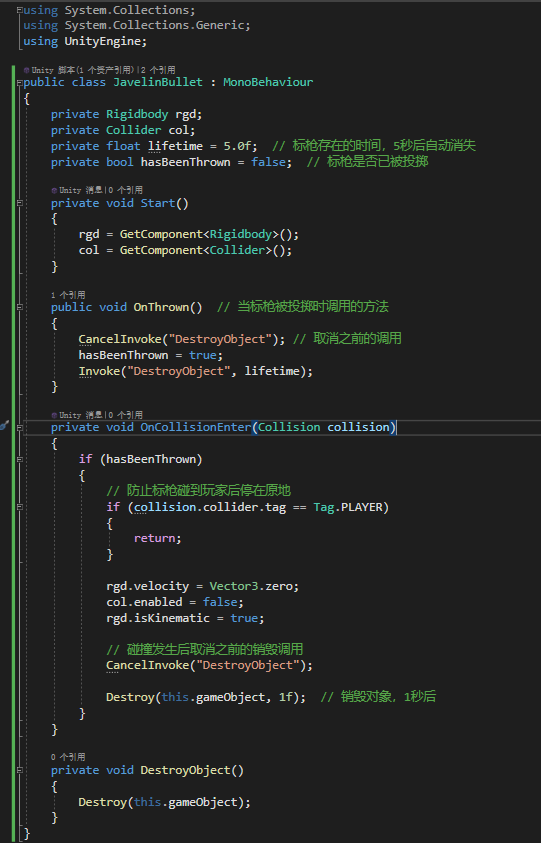 using System.Collections;
using System.Collections.Generic;
using UnityEngine;
Unity 脚本(1 个资产引用)|2 个引用
public class JavelinBullet : MonoBehaviour
{
private Rigidbody rgd;
private Collider col;
private float lifetime = 5.0f;  // 标枪存在的时间，5秒后自动消失
private bool hasBeenThrown = false;  // 标枪是否已被投掷
Unity 消息|0 个引用
private void Start()
{
rgd = GetComponent<Rigidbody>();
col = GetComponent<Collider>();
}
1 个引用
public void OnThrown()  // 当标枪被投掷时调用的方法
{
CancelInvoke("DestroyObject"); // 取消之前的调用
hasBeenThrown = true;
Invoke("DestroyObject", lifetime);
}
Unity 消息|0 个引用
private void OnCollisionEnter(Collision collision)
{
if (hasBeenThrown)
{
// 防止标枪碰到玩家后停在原地
if (collision.collider.tag == Tag.PLAYER)
{
return;
}
rgd.velocity = Vector3.zero;
col.enabled = false;
rgd.isKinematic = true;
// 碰撞发生后取消之前的销毁调用
CancelInvoke("DestroyObject");
Destroy(this.gameObject, 1f);  // 销毁对象，1秒后
}
}
0 个引用
private void DestroyObject()
{
Destroy(this.gameObject);
}
}